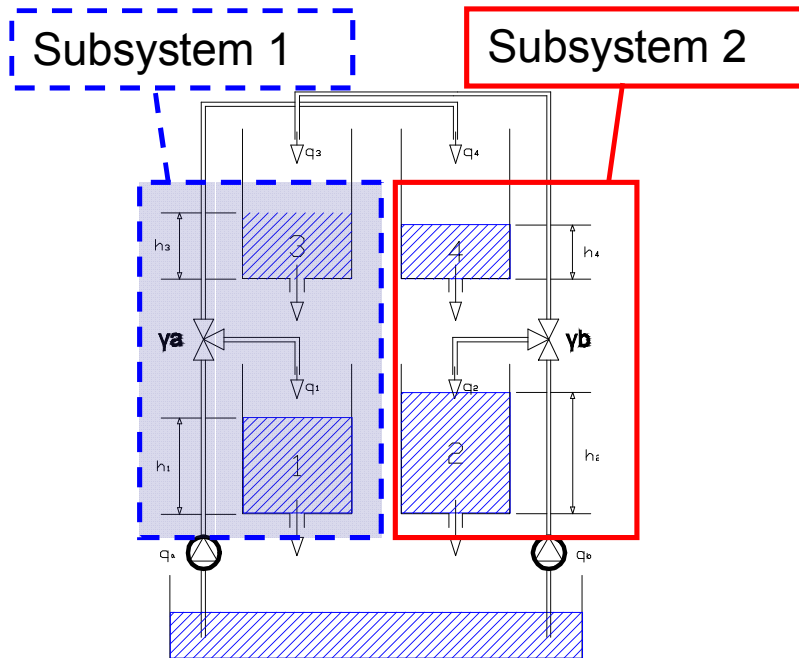 Subsystem 1
Subsystem 2
q3
q4
h3
3
4
h4
γa
γb
q1
q2
h1
1
2
h2
qa
qb